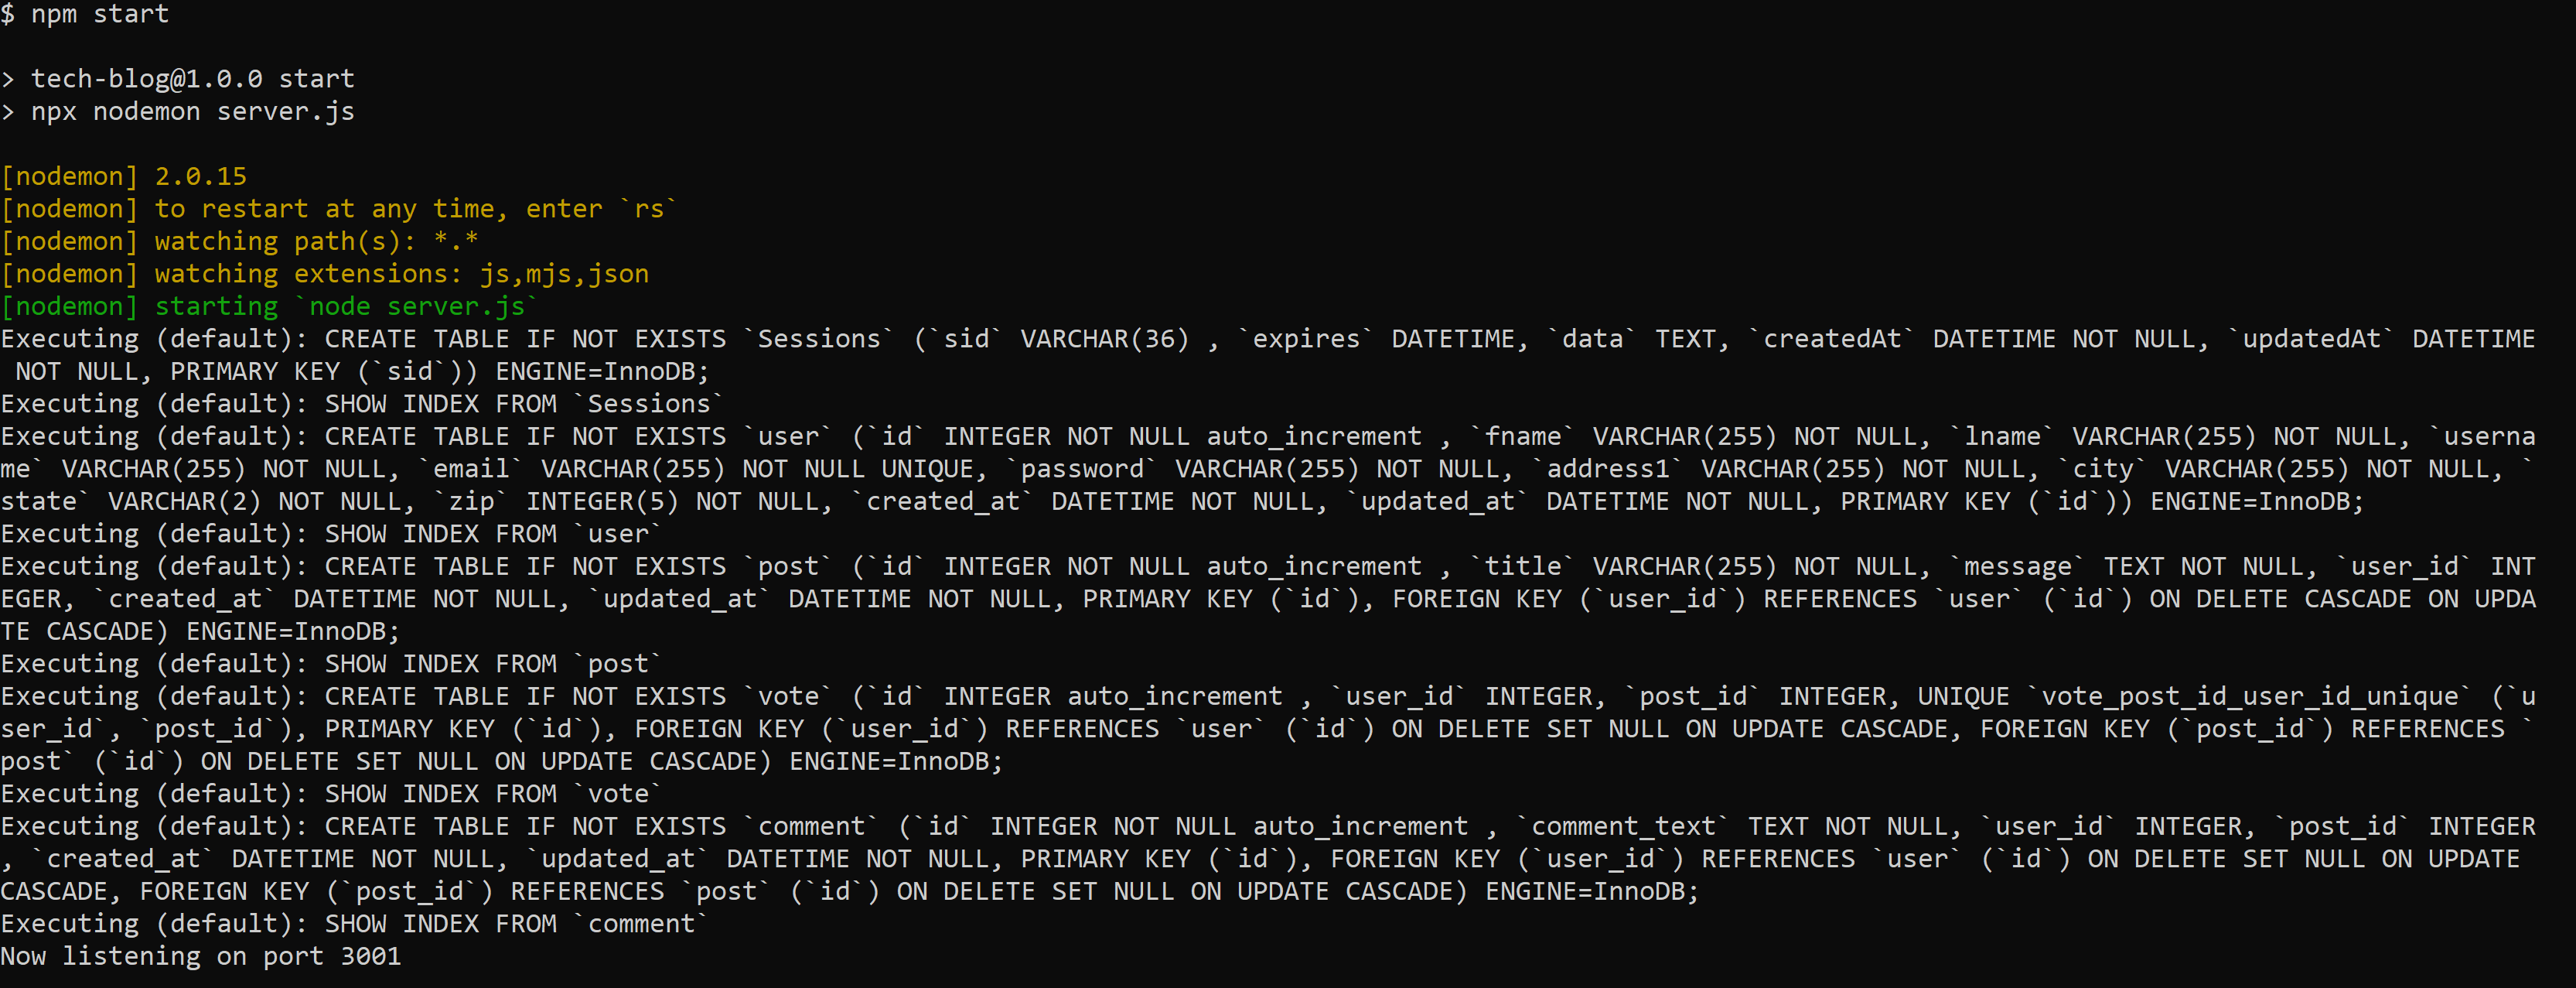 $ npm start
> tech-blog@1.0.0 start
> npx nodemon server.js
[nodemon] 2.0.15
[nodemon] to restart at any time, enter `rs`
[nodemon] watching path(s): *.*
[nodemon] watching extensions: js,mjs,json
[nodemon] starting `node server.js`
Executing (default): CREATE TABLE IF NOT EXISTS `Sessions` (`sid` VARCHAR(36) , `expires` DATETIME, `data` TEXT, `createdAt` DATETIME NOT NULL, `updatedAt` DATETIME
 NOT NULL, PRIMARY KEY (`sid`)) ENGINE=InnoDB;
Executing (default): SHOW INDEX FROM `Sessions`
Executing (default): CREATE TABLE IF NOT EXISTS `user` (`id` INTEGER NOT NULL auto_increment , `fname` VARCHAR(255) NOT NULL, `lname` VARCHAR(255) NOT NULL, `userna
me` VARCHAR(255) NOT NULL, `email` VARCHAR(255) NOT NULL UNIQUE, `password` VARCHAR(255) NOT NULL, `address1` VARCHAR(255) NOT NULL, `city` VARCHAR(255) NOT NULL, `
state` VARCHAR(2) NOT NULL, `zip` INTEGER(5) NOT NULL, `created_at` DATETIME NOT NULL, `updated_at` DATETIME NOT NULL, PRIMARY KEY (`id`)) ENGINE=InnoDB;
Executing (default): SHOW INDEX FROM `user`
Executing (default): CREATE TABLE IF NOT EXISTS `post` (`id` INTEGER NOT NULL auto_increment , `title` VARCHAR(255) NOT NULL, `message` TEXT NOT NULL, `user_id` INT
EGER, `created_at` DATETIME NOT NULL, `updated_at` DATETIME NOT NULL, PRIMARY KEY (`id`), FOREIGN KEY (`user_id`) REFERENCES `user` (`id`) ON DELETE CASCADE ON UPDA
TE CASCADE) ENGINE=InnoDB;
Executing (default): SHOW INDEX FROM `post`
Executing (default): CREATE TABLE IF NOT EXISTS `vote` (`id` INTEGER auto_increment , `user_id` INTEGER, `post_id` INTEGER, UNIQUE `vote_post_id_user_id_unique` (`u
ser_id`, `post_id`), PRIMARY KEY (`id`), FOREIGN KEY (`user_id`) REFERENCES `user` (`id`) ON DELETE SET NULL ON UPDATE CASCADE, FOREIGN KEY (`post_id`) REFERENCES `
post` (`id`) ON DELETE SET NULL ON UPDATE CASCADE) ENGINE=InnoDB;
Executing (default): SHOW INDEX FROM `vote`
Executing (default): CREATE TABLE IF NOT EXISTS `comment` (`id` INTEGER NOT NULL auto_increment , `comment_text` TEXT NOT NULL, `user_id` INTEGER, `post_id` INTEGER
, `created_at` DATETIME NOT NULL, `updated_at` DATETIME NOT NULL, PRIMARY KEY (`id`), FOREIGN KEY (`user_id`) REFERENCES `user` (`id`) ON DELETE SET NULL ON UPDATE
CASCADE, FOREIGN KEY (`post_id`) REFERENCES `post` (`id`) ON DELETE SET NULL ON UPDATE CASCADE) ENGINE=InnoDB;
Executing (default): SHOW INDEX FROM `comment`
Now listening on port 3001